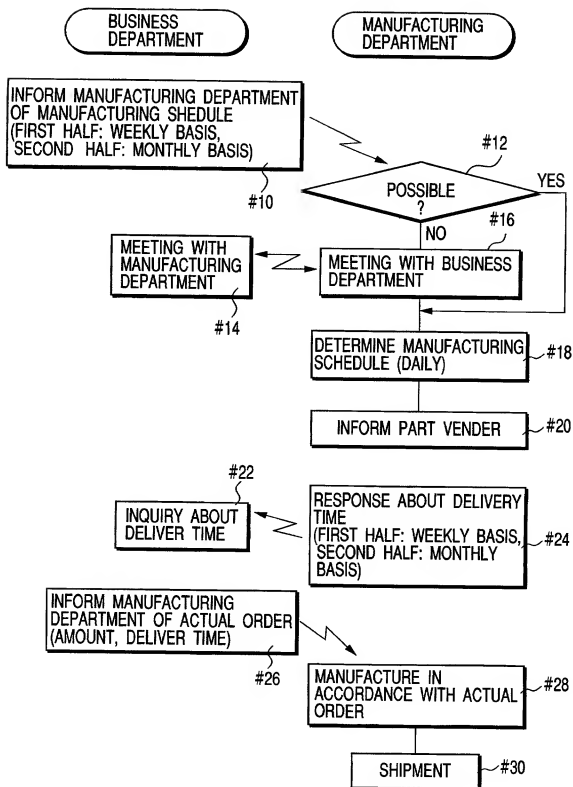 BUSINESS
DEPARTMENT
MANUFACTURING
DEPARTMENT
INFORM MANUFACTURING DEPARTMENT
OF MANUFACTURING SHEDULE
(FIRST HALF: WEEKLY BASIS,
SECOND HALF: MONTHLY BASIS)
#10
#12
POSSIBLE
?
YES
NO
#16
MEETING WITH
MANUFACTURING
DEPARTMENT
#14
MEETING WITH BUSINESS
DEPARTMENT
DETERMINE MANUFACTURING
SCHEDULE (DAILY)
#18
INFORM PART VENDER
#20
#22
INQUIRY ABOUT
DELIVER TIME
RESPONSE ABOUT DELIVERY
TIME
(FIRST HALF: WEEKLY BASIS,
SECOND HALF: MONTHLY
BASIS)
#24
INFORM MANUFACTURING
DEPARTMENT OF ACTUAL ORDER
(AMOUNT, DELIVER TIME)
#26
MANUFACTURE IN
ACCORDANCE WITH ACTUAL
ORDER
#28
SHIPMENT
#30